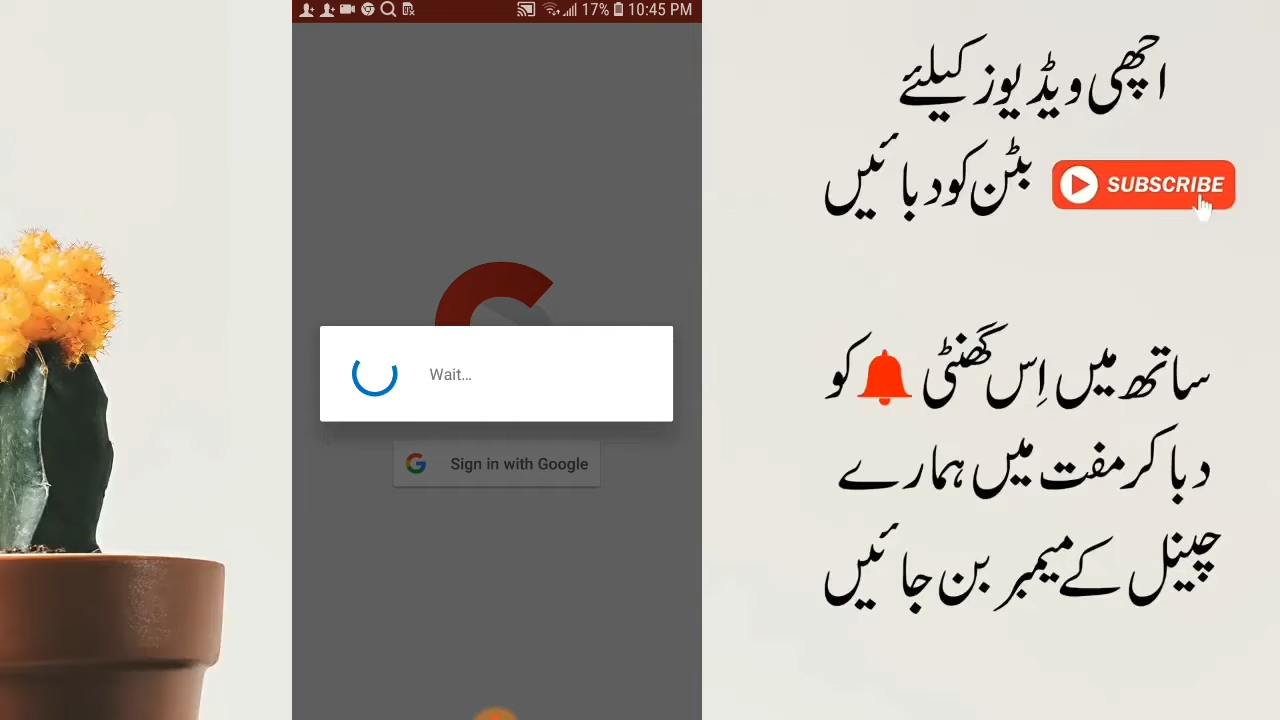 17% 10:45 PM
Wait...
Sign in with Google
اچھی ویڈیوز کیلئے
SUBSCRIBE بٹن کو دبائیں
ساتھ میں اِس گھنٹی کو
دبا کر مفت میں ہمارے
چینل کے میمبر بن جائیں